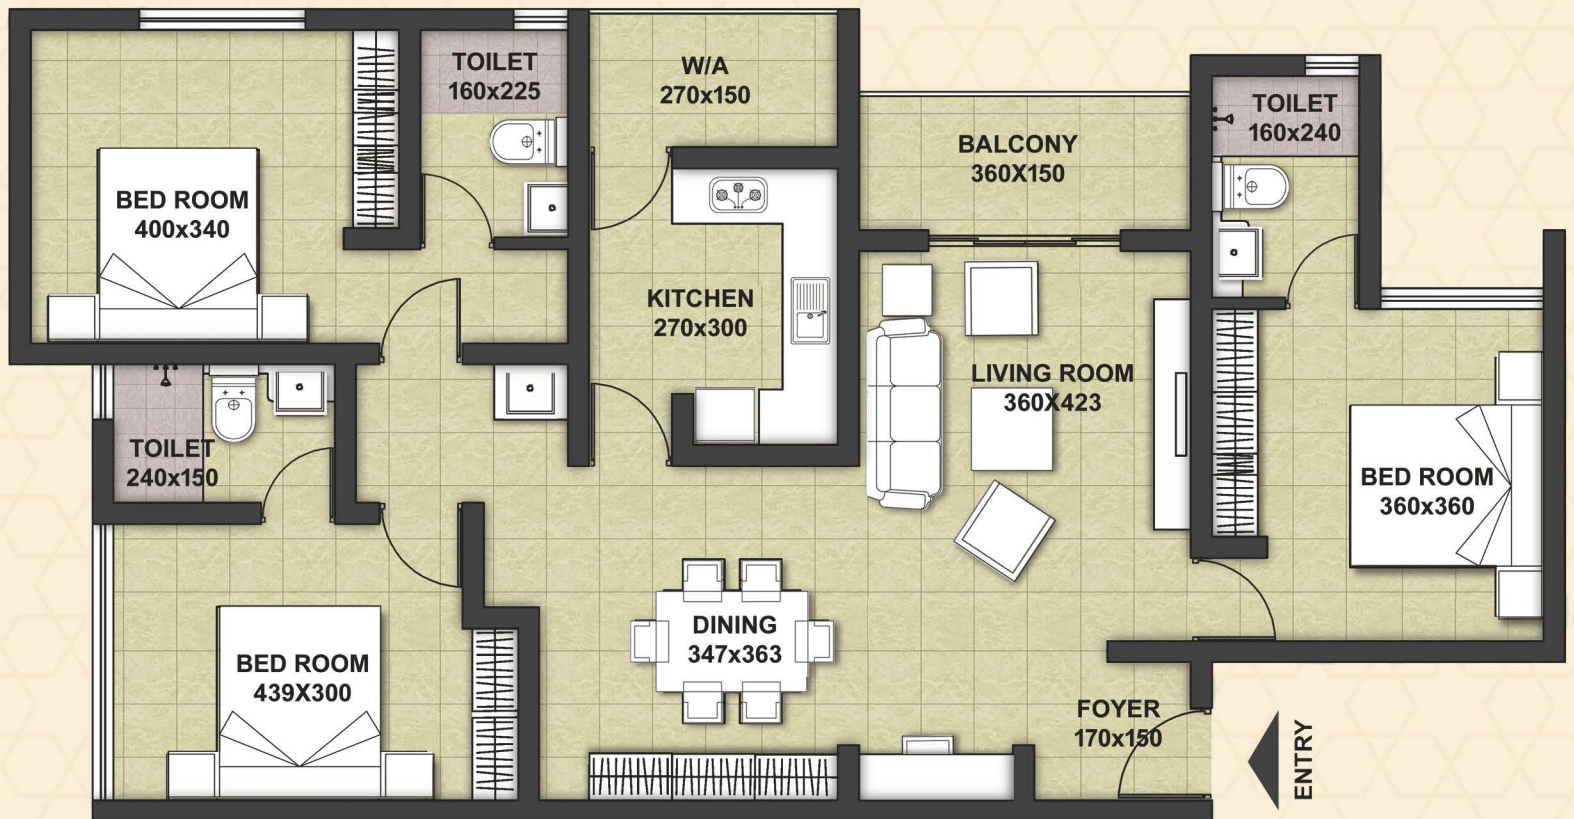 TOILET
160x225
W/A
270x150
TOILET
160x240
BALCONY
360X150
BED ROOM
400x340
KITCHEN
270x300
LIVING ROOM
360X423
TOILET
240x150
BED ROOM
360x360
DINING
347x363
BED ROOM
439X300
FOYER
170x150
ENTRY